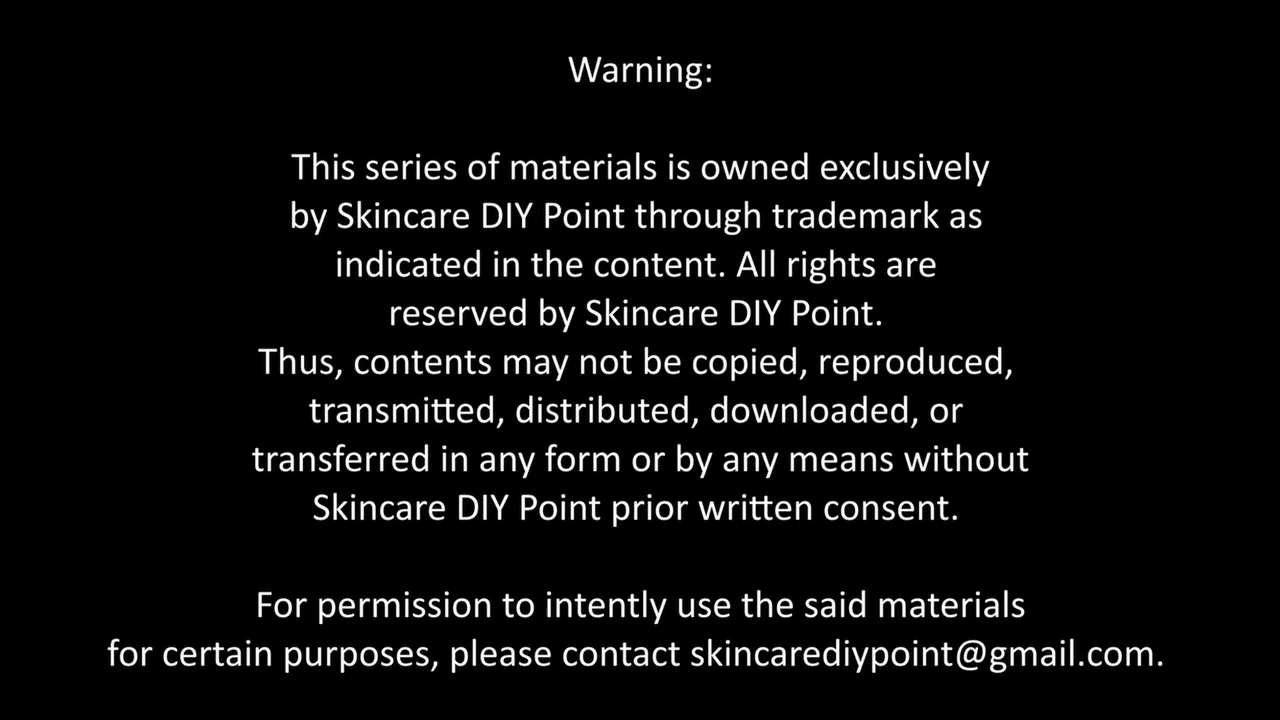 Warning:
This series of materials is owned exclusively
by Skincare DIY Point through trademark as
indicated in the content. All rights are
reserved by Skincare DIY Point.
Thus, contents may not be copied, reproduced,
transmitted, distributed, downloaded, or
transferred in any form or by any means without
Skincare DIY Point prior written consent.
For permission to intently use the said materials
for certain purposes, please contact skincarediypoint@gmail.com.